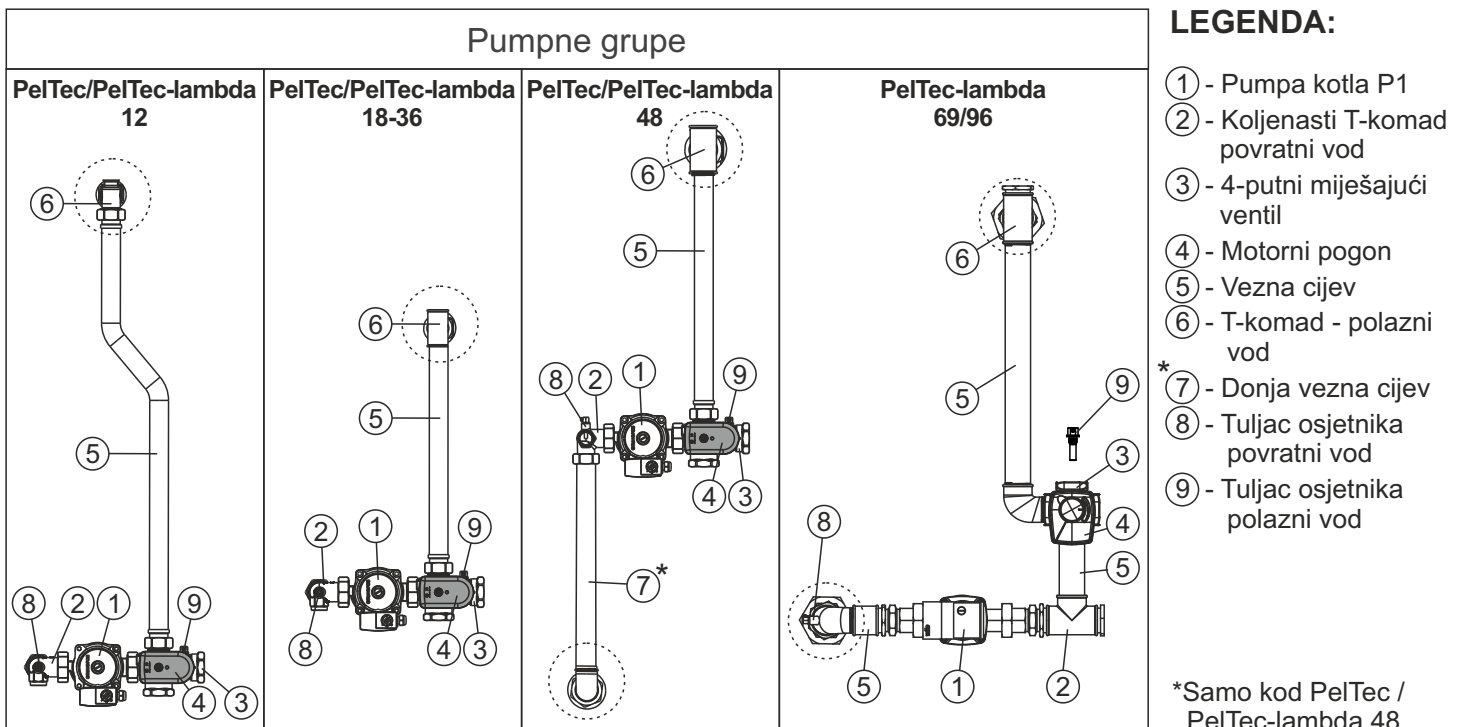 Pumpne grupe
PelTec/PelTec-lambda
12
6
5
8 2 1 9
4 3
PelTec/PelTec-lambda
18-36
6
5
2 1 9
8 4 3
PelTec/PelTec-lambda
48
6
5
8 2 1 9
4 3
7*
PelTec-lambda
69/96
6
5
9
3
8 4
5
5 1 2
LEGENDA:
1 - Pumpa kotla P1
2 - Koljenasti T-komad
povratni vod
3 - 4-putni miješajući
ventil
4 - Motorni pogon
5 - Vezna cijev
6 - T-komad - polazni
vod
*7 - Donja vezna cijev
8 - Tuljac osjetnika
povratni vod
9 - Tuljac osjetnika
polazni vod
*Samo kod PelTec /
PelTec-lambda 48